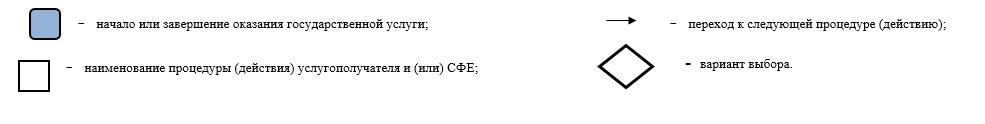 - начало или завершение оказания государственной услуги;
- наименование процедуры (действия) услугополучателя и (или) СФЕ;
- переход к следующей процедуре (действию);
- вариант выбора.